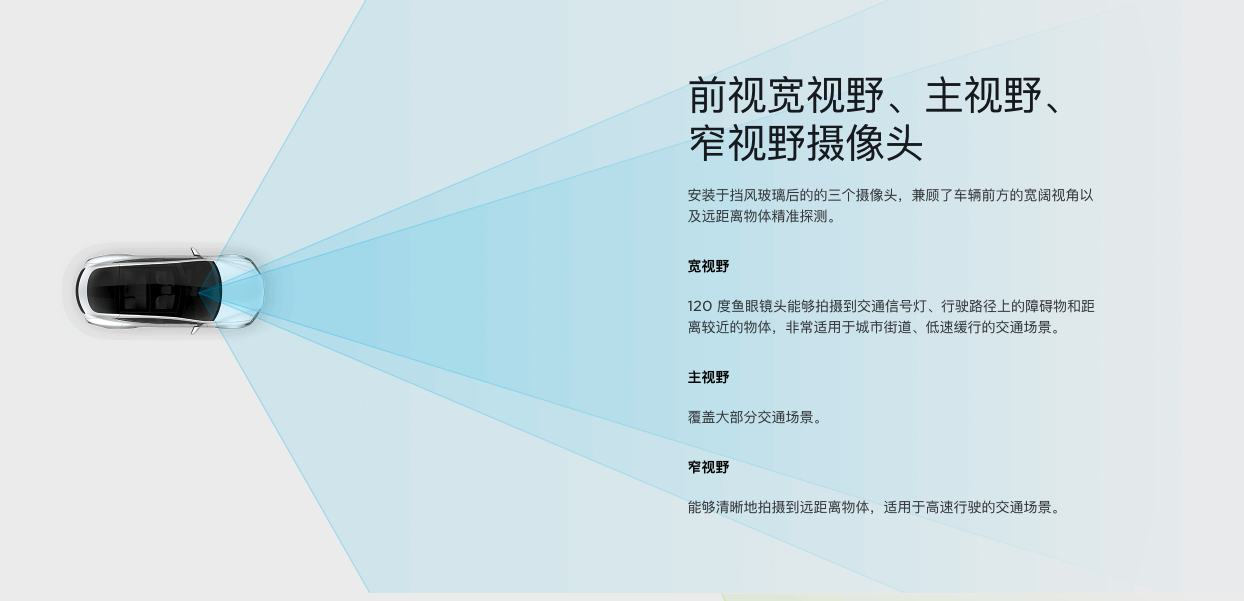 前视宽视野、主视野、
窄视野摄像头
安装于挡风玻璃后的的三个摄像头，兼顾了车辆前方的宽阔视角以
及远距离物体精准探测。
宽视野
120 度鱼眼镜头能够拍摄到交通信号灯、行驶路径上的障碍物和距
离较近的物体，非常适用于城市街道、低速缓行的交通场景。
主视野
覆盖大部分交通场景。
窄视野
能够清晰地拍摄到远距离物体，适用于高速行驶的交通场景。